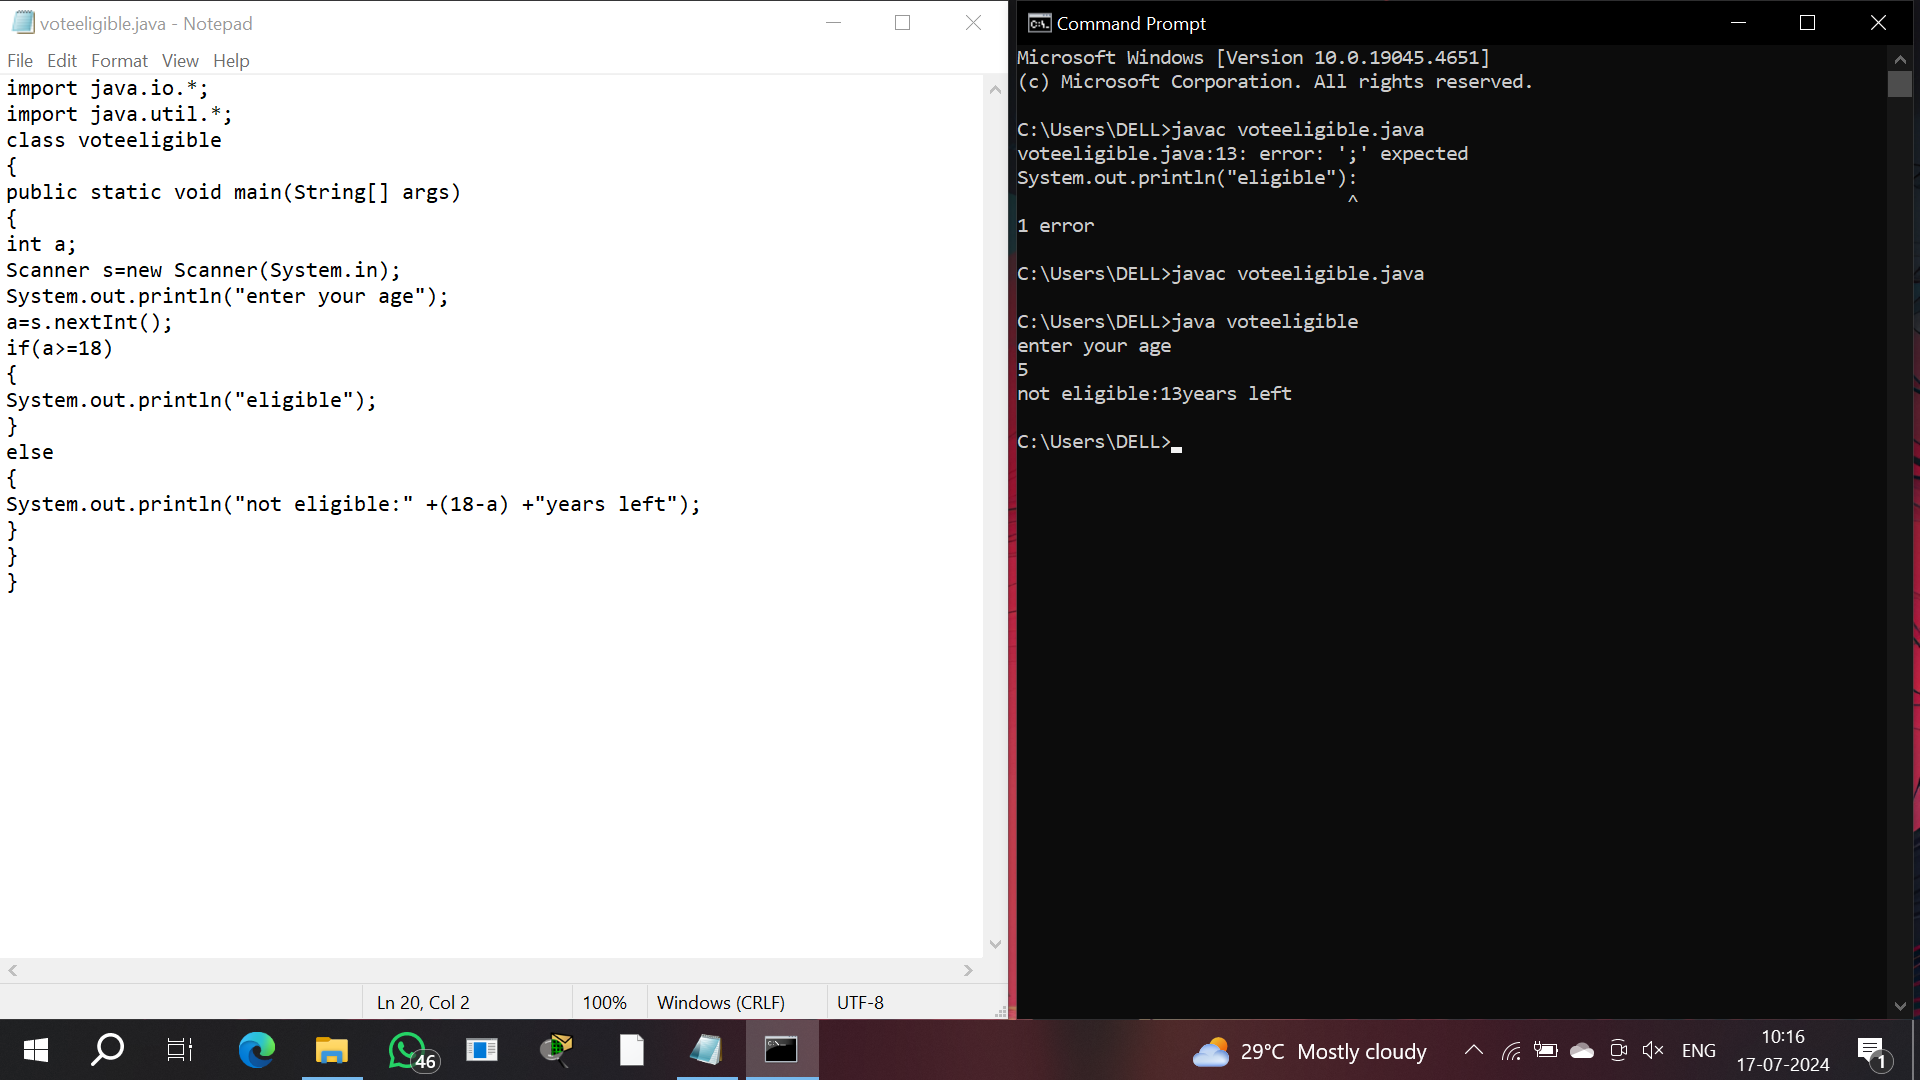 voteeligible.java - Notepad
File Edit Format View Help
import java.io.*;
import java.util.*;
class voteeligible
{
public static void main(String[] args)
{
int a;
Scanner s=new Scanner(System.in);
System.out.println("enter your age");
a=s.nextInt();
if(a>=18)
{
System.out.println("eligible");
}
else
{
System.out.println("not eligible:" +(18-a) +"years left");
}
}
}
Ln 20, Col 2 100% Windows (CRLF) UTF-8
Command Prompt
Microsoft Windows [Version 10.0.19045.4651]
(c) Microsoft Corporation. All rights reserved.
C:\Users\DELL>javac voteeligible.java
voteeligible.java:13: error: ';' expected
System.out.println("eligible"):
^
1 error
C:\Users\DELL>javac voteeligible.java
C:\Users\DELL>java voteeligible
enter your age
5
not eligible:13years left
C:\Users\DELL>
46
29°C Mostly cloudy
ENG
10:16
17-07-2024
1